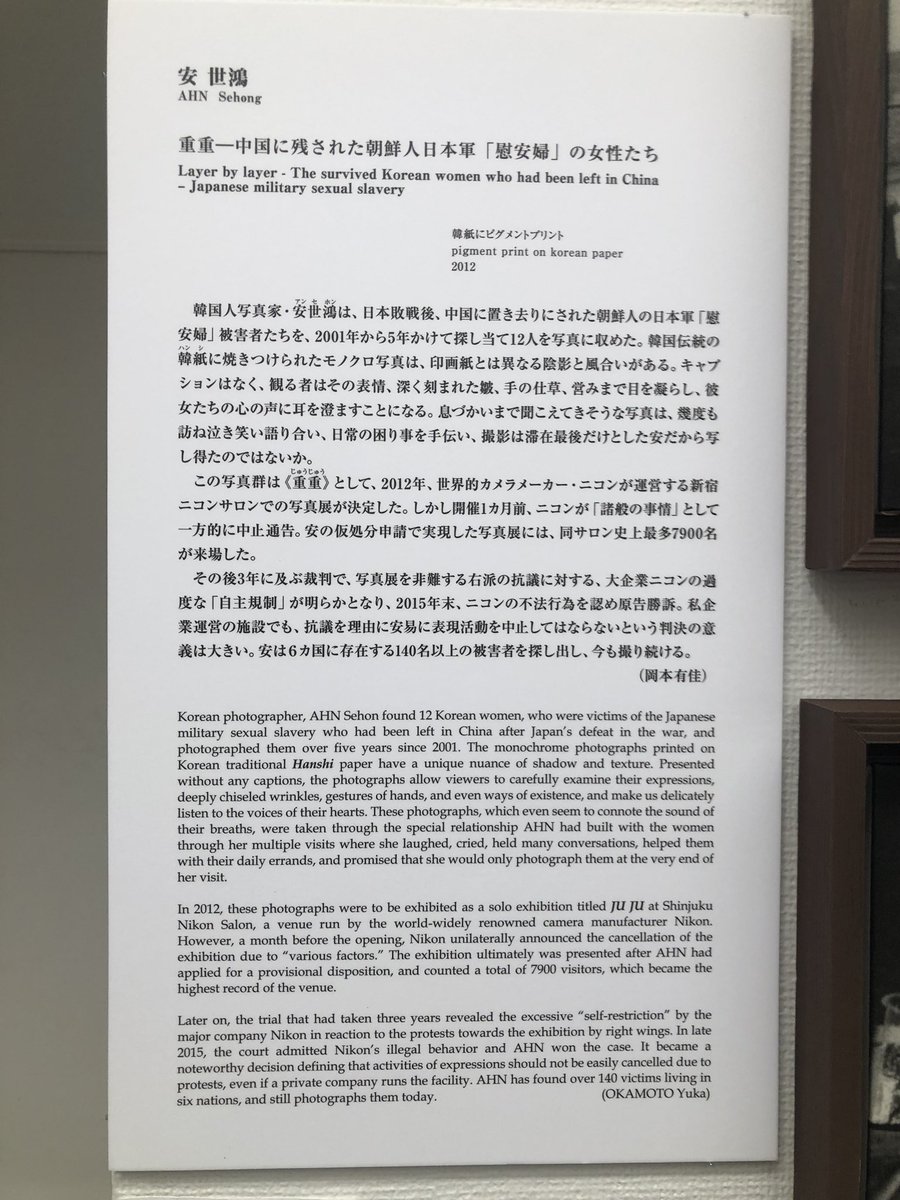 安 世鴻
AHN Sehong
重重―中国に残された朝鮮人日本軍「慰安婦」の女性たち
Layer by layer - The survived Korean women who had been left in China
– Japanese military sexual slavery
韓紙にピグメントプリント
pigment print on korean paper
2012
韓国人写真家・安世鴻は、日本敗戦後、中国に置き去りにされた朝鮮人の日本軍「慰
安婦」被害者たちを、2001年から5年かけて探し当て12人を写真に収めた。韓国伝統の
韓紙に焼きつけられたモノクロ写真は、印画紙とは異なる陰影と風合いがある。キャプ
ションはなく、観る者はその表情、深く刻まれた皺、手の仕草、営みまで目を凝らし、彼
女たちの心の声に耳を澄ますことになる。息づかいまで聞こえてきそうな写真は、幾度も
訪ね泣き笑い語り合い、日常の困り事を手伝い、撮影は滞在最後だけとした安だから写
し得たのではないか。
この写真群は《重重》として、2012年、世界的カメラメーカー・ニコンが運営する新宿
ニコンサロンでの写真展が決定した。しかし開催1カ月前、ニコンが「諸般の事情」として
一方的に中止通告。安の仮処分申請で実現した写真展には、同サロン史上最多7900名
が来場した。
その後3年に及ぶ裁判で、写真展を非難する右派の抗議に対する、大企業ニコンの過
度な「自主規制」が明らかとなり、2015年末、ニコンの不法行為を認め原告勝訴。私企
業運営の施設でも、抗議を理由に安易に表現活動を中止してはならないという判決の意
義は大きい。安は6カ国に存在する140名以上の被害者を探し出し、今も撮り続ける。
（岡本有佳）
Korean photographer, AHN Sehon found 12 Korean women, who were victims of the Japanese
military sexual slavery who had been left in China after Japan's defeat in the war, and
photographed them over five years since 2001. The monochrome photographs printed on
Korean traditional Hanshi paper have a unique nuance of shadow and texture. Presented
without any captions, the photographs allow viewers to carefully examine their expressions,
deeply chiseled wrinkles, gestures of hands, and even ways of existence, and make us delicately
listen to the voices of their hearts. These photographs, which even seem to connote the sound of
their breaths, were taken through the special relationship AHN had built with the women
through her multiple visits where she laughed, cried, held many conversations, helped them
with their daily errands, and promised that she would only photograph them at the very end of
her visit.
In 2012, these photographs were to be exhibited as a solo exhibition titled JU JU at Shinjuku
Nikon Salon, a venue run by the world-widely renowned camera manufacturer Nikon.
However, a month before the opening, Nikon unilaterally announced the cancellation of the
exhibition due to "various factors." The exhibition ultimately was presented after AHN had
applied for a provisional disposition, and counted a total of 7900 visitors, which became the
highest record of the venue.
Later on, the trial that had taken three years revealed the excessive "self-restriction" by the
major company Nikon in reaction to the protests towards the exhibition by right wings. In late
2015, the court admitted Nikon's illegal behavior and AHN won the case. It became a
noteworthy decision defining that activities of expressions should not be easily cancelled due to
protests, even if a private company runs the facility. AHN has found over 140 victims living in
six nations, and still photographs them today. (OKAMOTO Yuka)